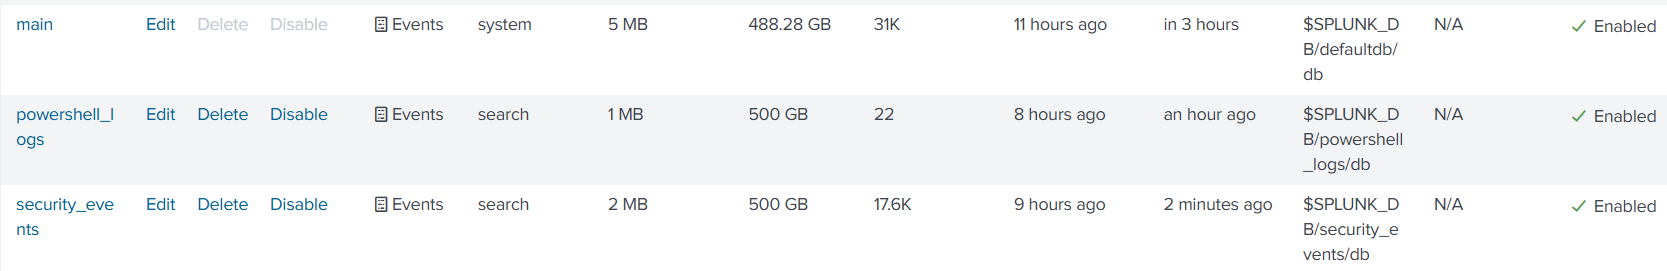 main Edit Delete Disable Events system 5 MB 488.28 GB 31K 11 hours ago in 3 hours $SPLUNK_D N/A Enabled
B/defaultdb/
db
powershell_l Edit Delete Disable Events search 1 MB 500 GB 22 8 hours ago an hour ago $SPLUNK_D N/A Enabled
ogs B/powershell
_logs/db
security_eve Edit Delete Disable Events search 2 MB 500 GB 17.6K 9 hours ago 2 minutes ago $SPLUNK_D N/A Enabled
nts B/security_e
vents/db